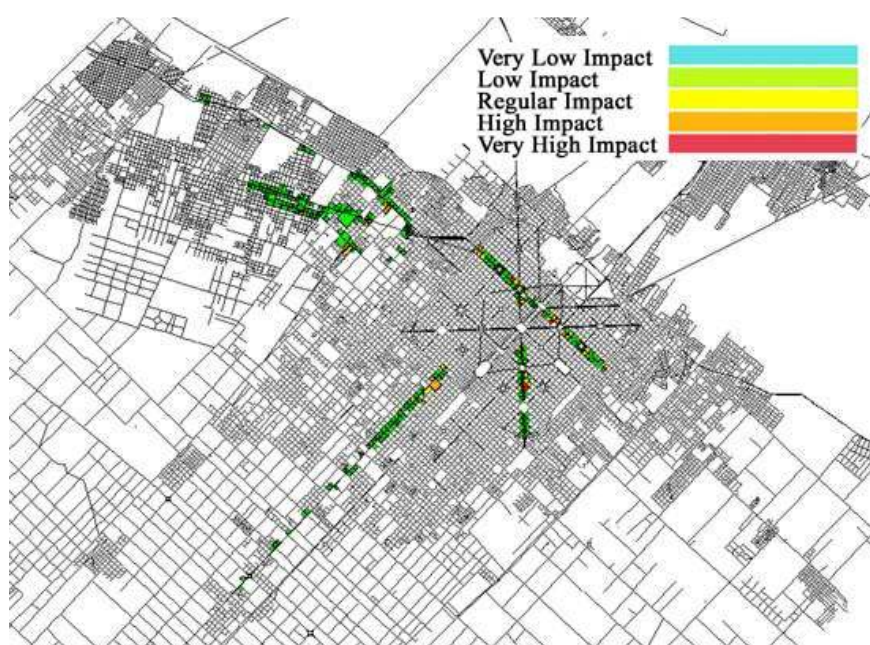 Very Low Impact
Low Impact
Regular Impact
High Impact
Very High Impact